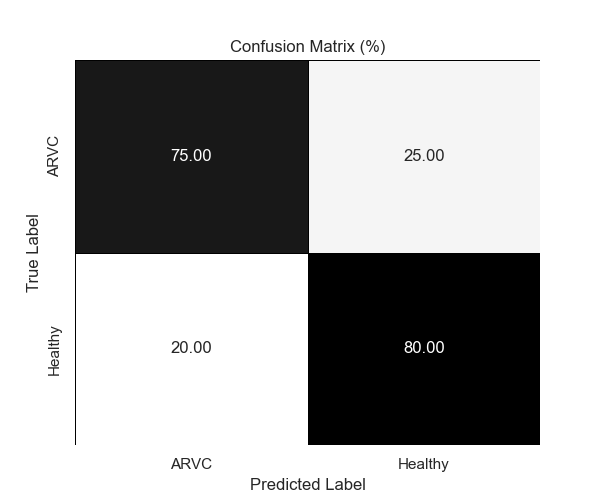 Confusion Matrix (%)
True Label
ARVC
75.00
25.00
Healthy
20.00
80.00
ARVC
Healthy
Predicted Label